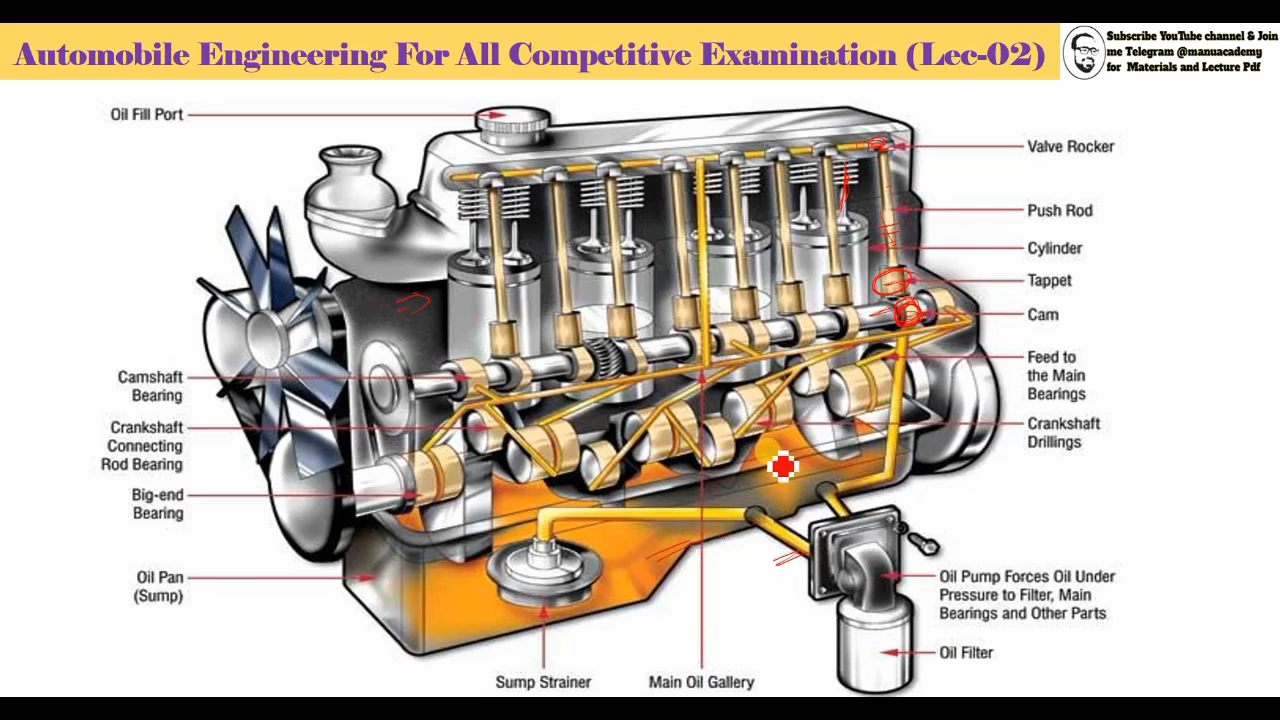 Automobile Engineering For All Competitive Examination (Lec-02)
Subscribe YouTube channel & Join
me Telegram @manuacademy
for Materials and Lecture Pdf
Oil Fill Port
Valve Rocker
Push Rod
Cylinder
Tappet
Cam
Feed to
the Main
Bearings
Crankshaft
Drillings
Camshaft
Bearing
Crankshaft
Connecting
Rod Bearing
Big-end
Bearing
Oil Pan
(Sump)
Oil Pump Forces Oil Under
Pressure to Filter, Main
Bearings and Other Parts
Oil Filter
Sump Strainer
Main Oil Gallery